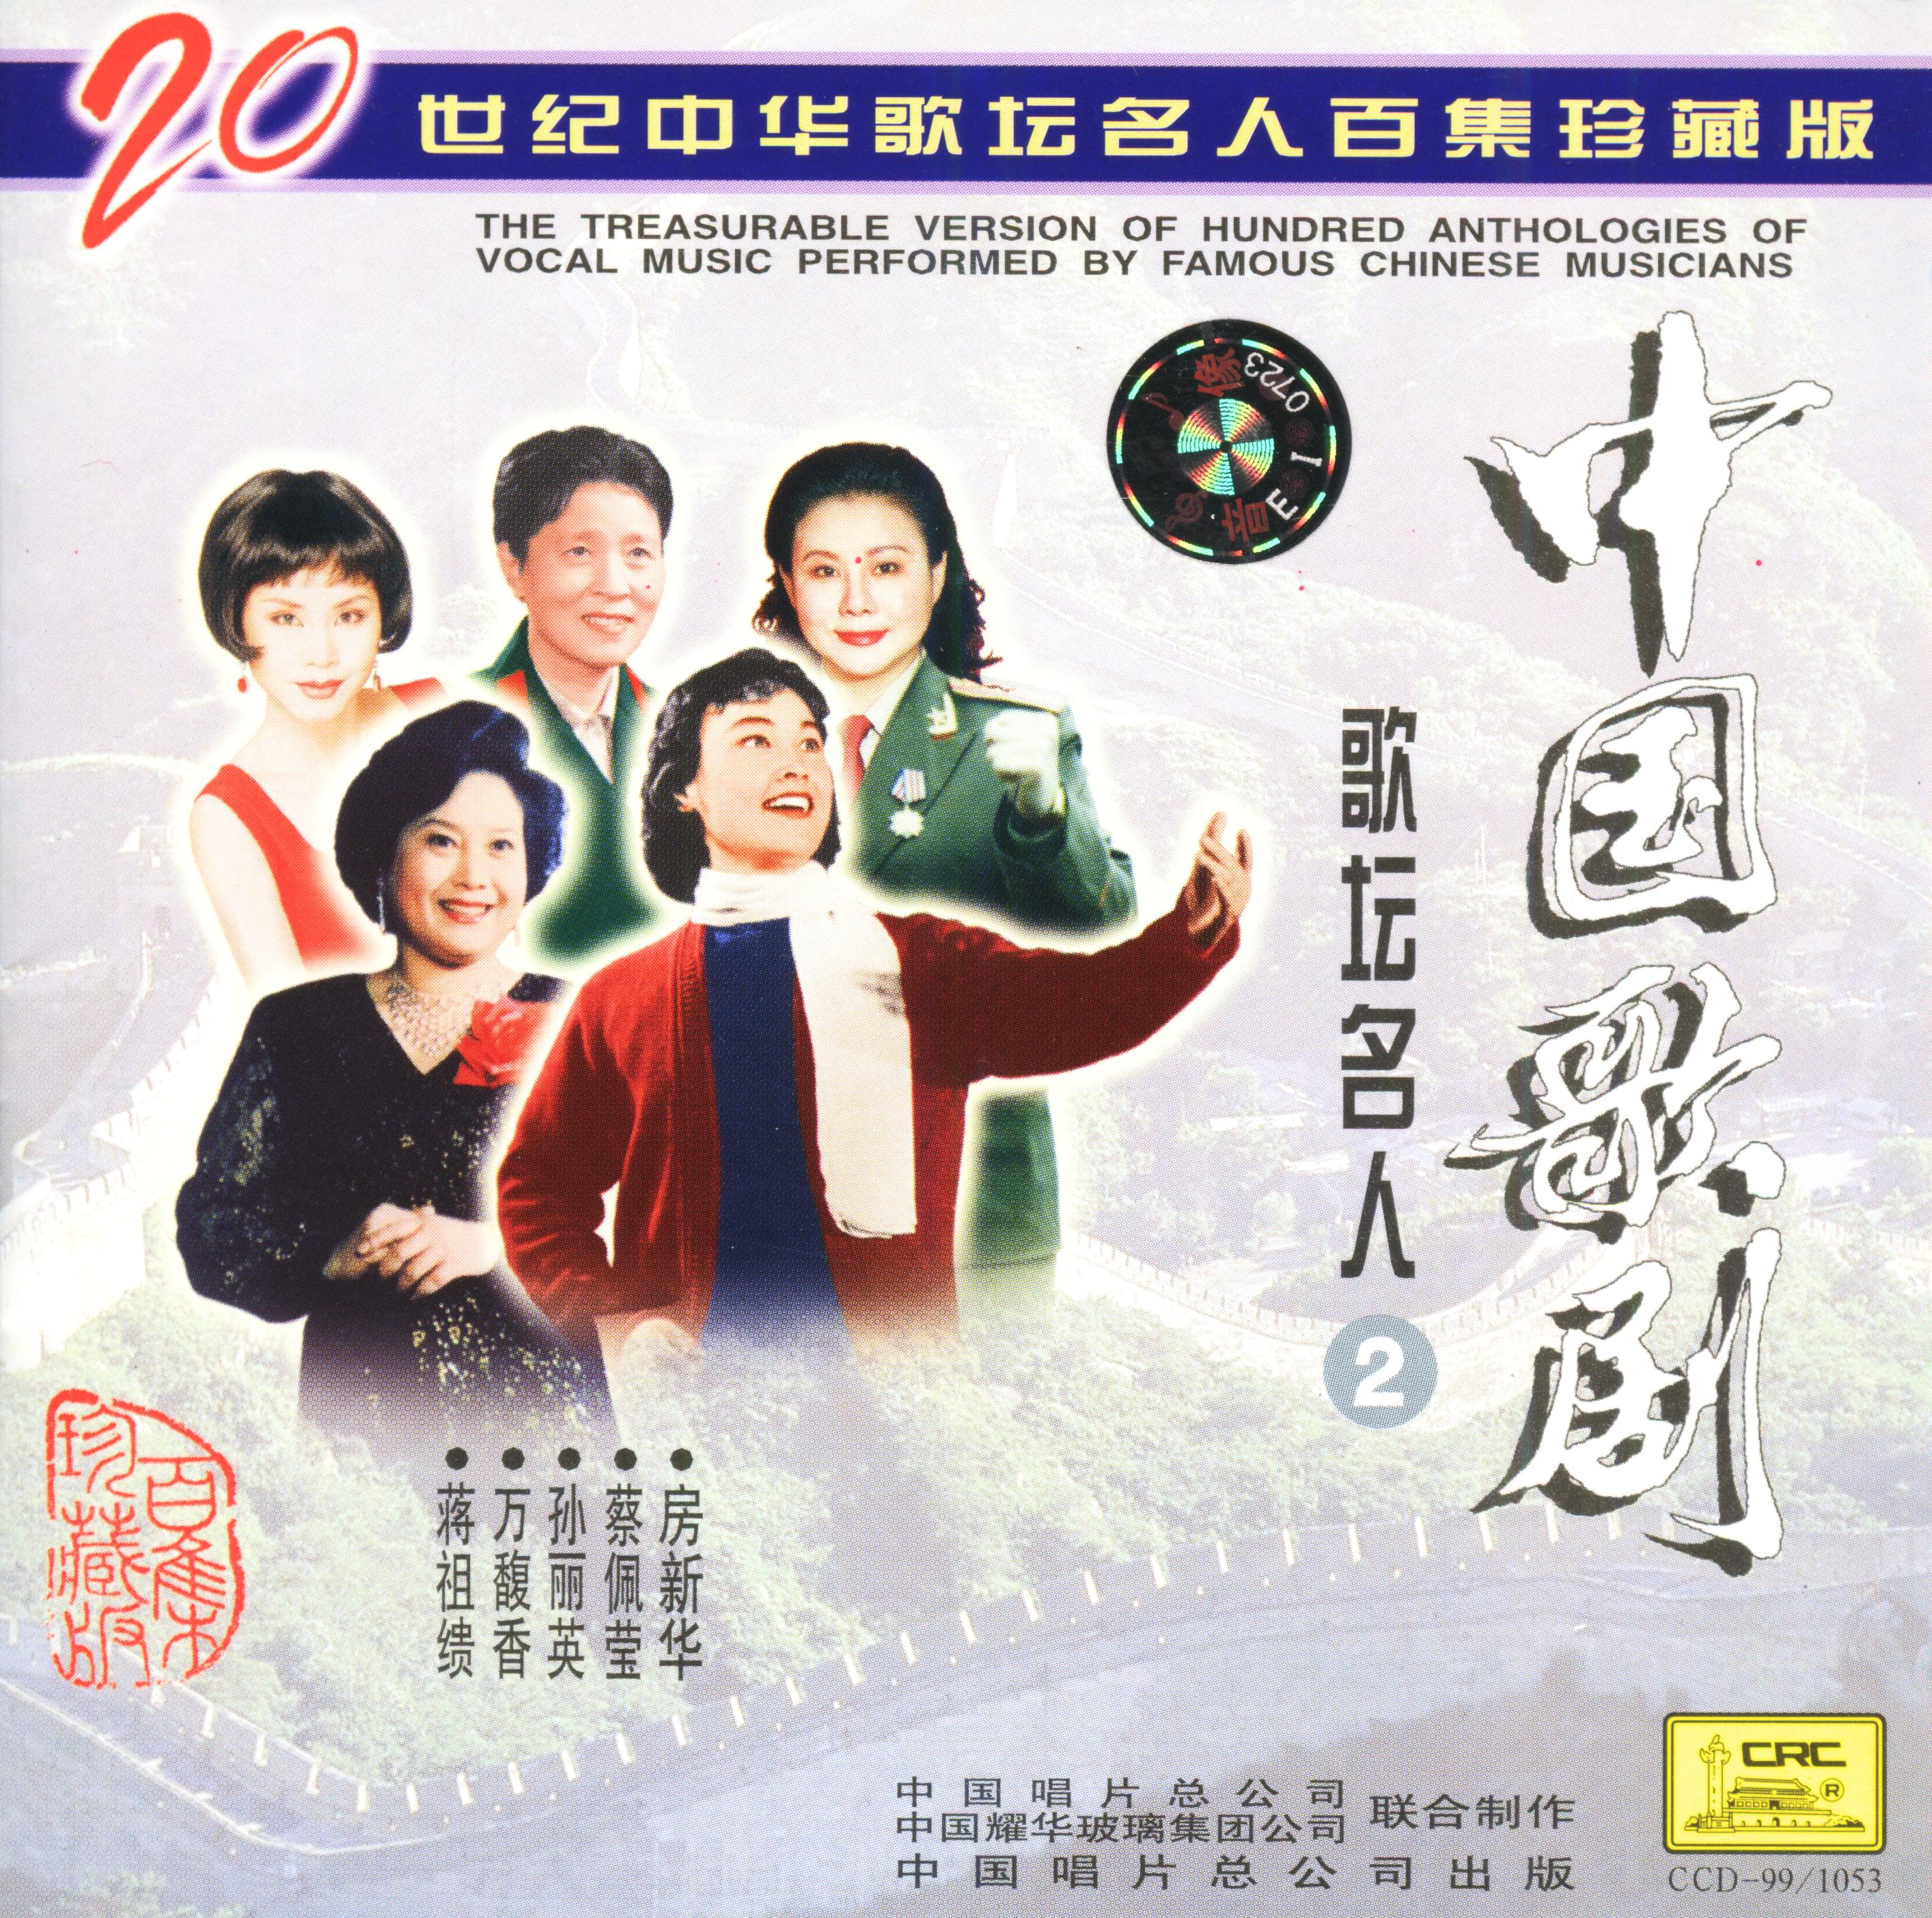 20世纪中华歌坛名人百集珍藏版
THE TREASURABLE VERSION OF HUNDRED ANTHOLOGIES OF
VOCAL MUSIC PERFORMED BY FAMOUS CHINESE MUSICIANS
音像
0723
中国歌剧
歌坛名人
2
房新华
蔡佩莹
孙丽英
万馥香
蒋祖缋
百集
珍藏版
中国唱片总公司
中国耀华玻璃集团公司
联合制作
中国唱片总公司出版
CRC
®
CCD-99/1053